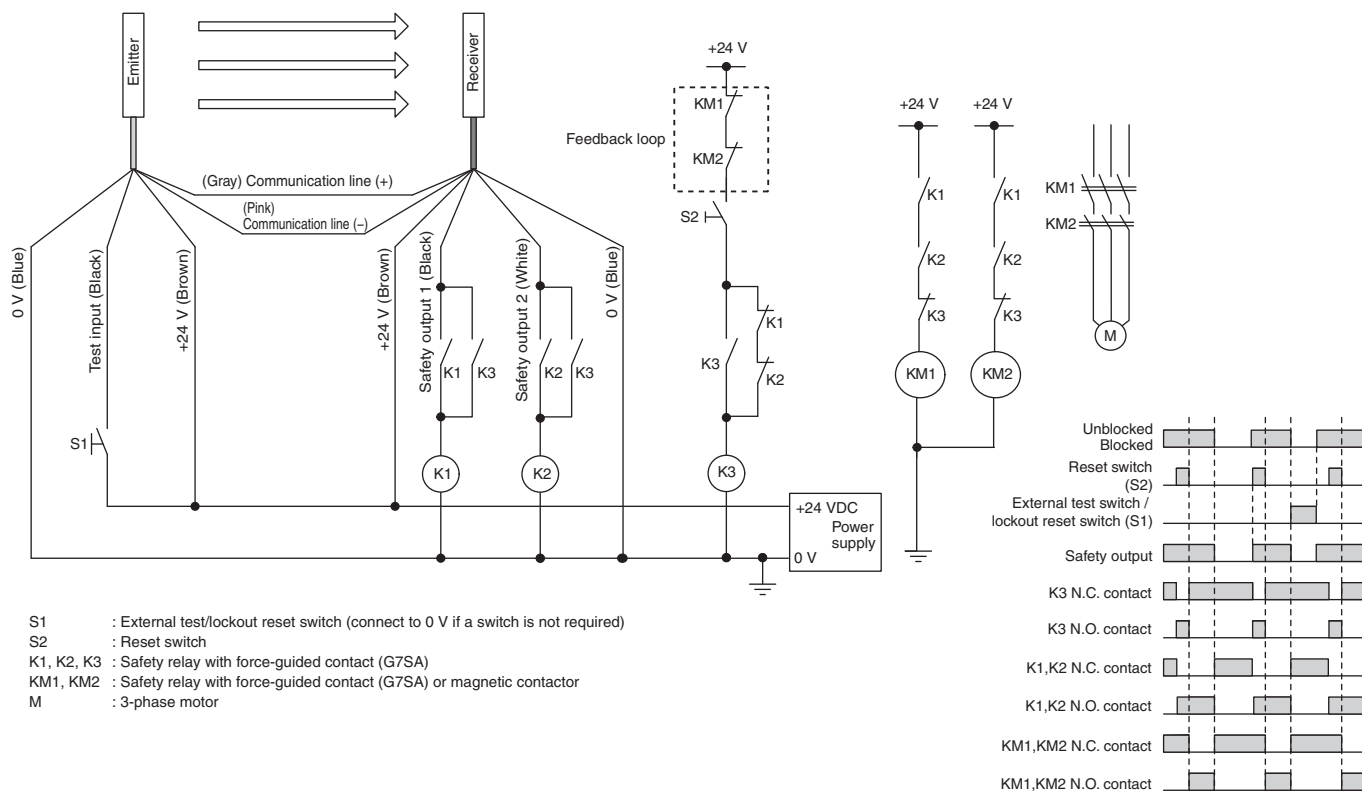 Emitter
Receiver
+24 V
KM1
KM2
Feedback loop
S2
(Gray) Communication line (+)
(Pink)
Communication line (−)
0 V (Blue)
Test input (Black)
+24 V (Brown)
+24 V (Brown)
Safety output 1 (Black)
Safety output 2 (White)
0 V (Blue)
S1
K1
K3
K2
K3
K1
K2
K3
K1
K2
K3
+24 V
+24 V
K1
K1
K2
K2
K3
K3
KM1
KM2
KM1
KM2
M
+24 VDC
Power
supply
0 V
S1 : External test/lockout reset switch (connect to 0 V if a switch is not required)
S2 : Reset switch
K1, K2, K3 : Safety relay with force-guided contact (G7SA)
KM1, KM2 : Safety relay with force-guided contact (G7SA) or magnetic contactor
M : 3-phase motor
Unblocked
Blocked
Reset switch
(S2)
External test switch /
lockout reset switch (S1)
Safety output
K3 N.C. contact
K3 N.O. contact
K1,K2 N.C. contact
K1,K2 N.O. contact
KM1,KM2 N.C. contact
KM1,KM2 N.O. contact